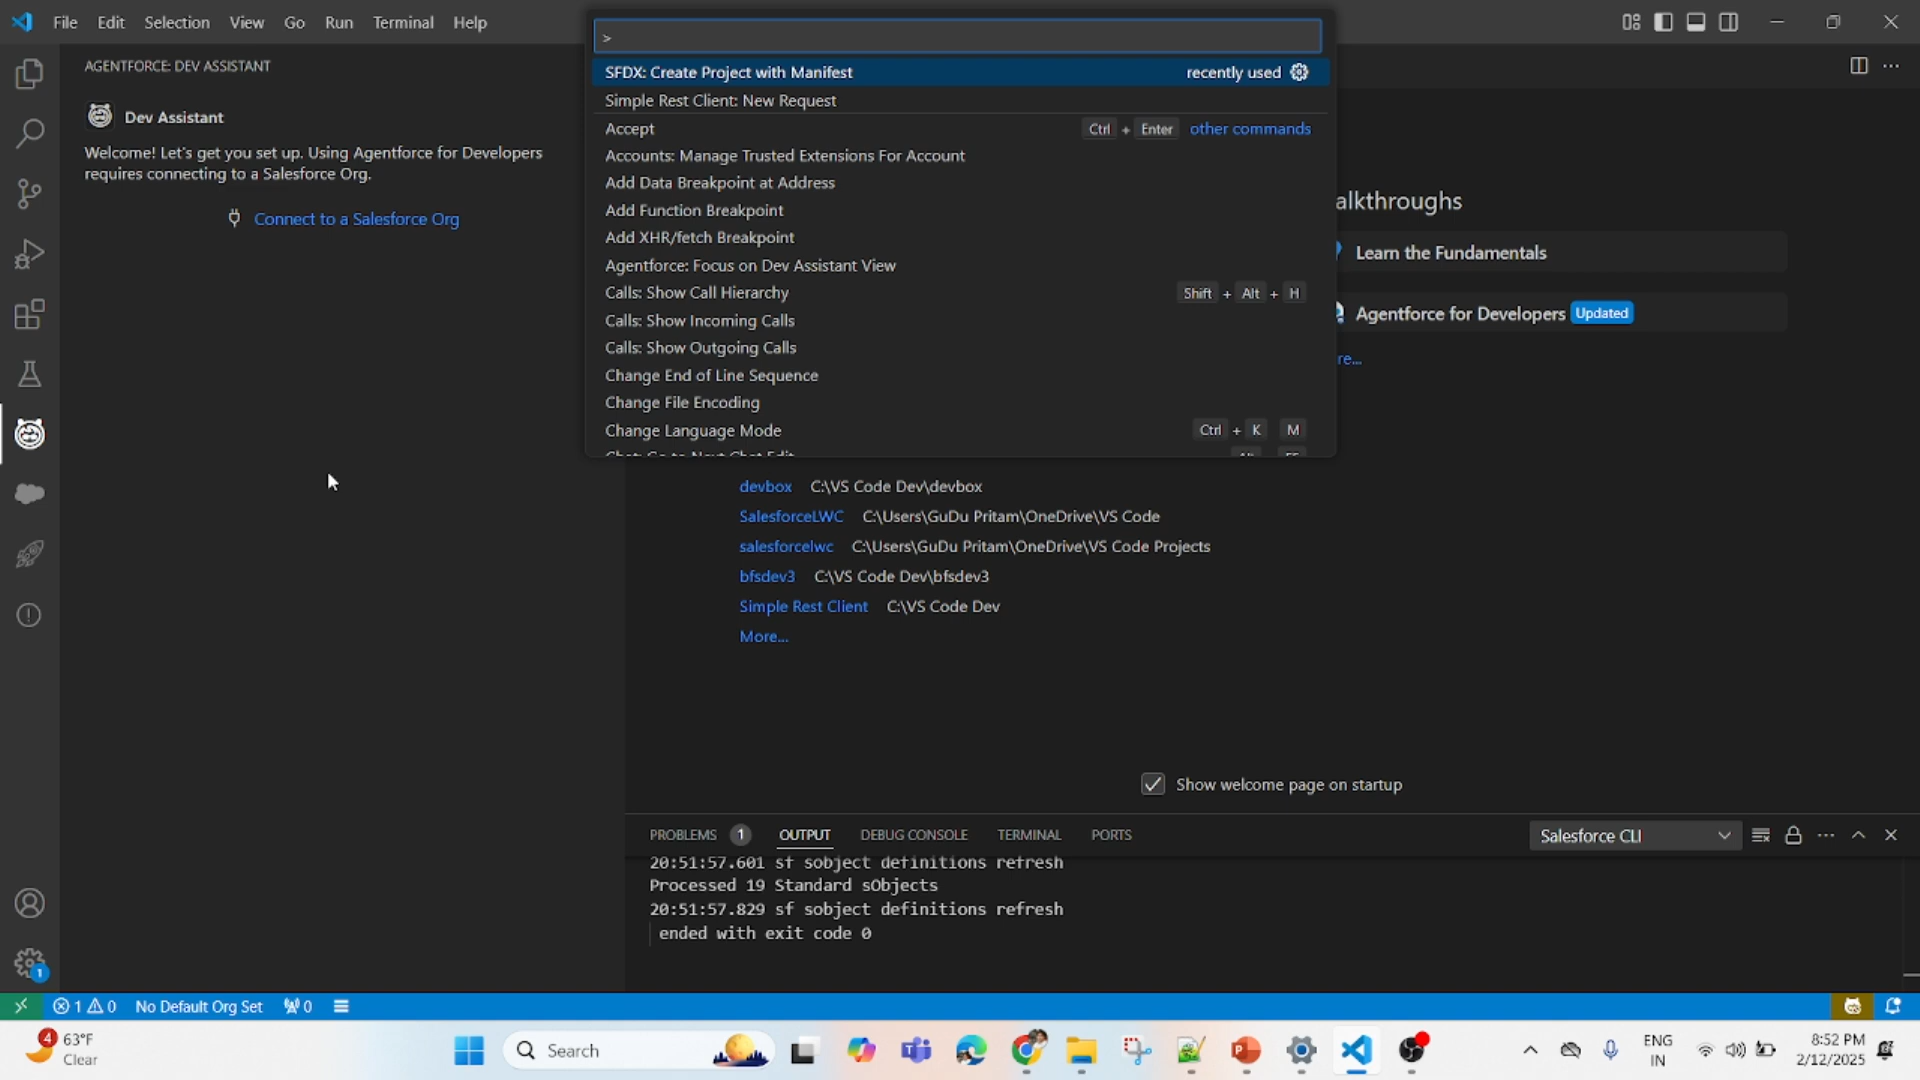 File Edit Selection View Go Run Terminal Help
>
SFDX: Create Project with Manifest recently used
Simple Rest Client: New Request
Accept Ctrl + Enter other commands
Accounts: Manage Trusted Extensions For Account
Add Data Breakpoint at Address
Add Function Breakpoint
Add XHR/fetch Breakpoint
Agentforce: Focus on Dev Assistant View
Calls: Show Call Hierarchy Shift + Alt + H
Calls: Show Incoming Calls
Calls: Show Outgoing Calls
Change End of Line Sequence
Change File Encoding
Change Language Mode Ctrl + K M
AGENTFORCE: DEV ASSISTANT
Dev Assistant
Welcome! Let's get you set up. Using Agentforce for Developers
requires connecting to a Salesforce Org.
Connect to a Salesforce Org
alkthroughs
Learn the Fundamentals
Agentforce for Developers Updated
re...
devbox C:\VS Code Dev\devbox
SalesforceLWC C:\Users\GuDu Pritam\OneDrive\VS Code
salesforcelwc C:\Users\GuDu Pritam\OneDrive\VS Code Projects
bfsdev3 C:\VS Code Dev\bfsdev3
Simple Rest Client C:\VS Code Dev
More...
Show welcome page on startup
PROBLEMS 1 OUTPUT DEBUG CONSOLE TERMINAL PORTS Salesforce CLI
20:51:57.601 sf sobject definitions refresh
Processed 19 Standard sObjects
20:51:57.829 sf sobject definitions refresh
ended with exit code 0
1
1 0 No Default Org Set 0
4 63°F
Clear
Search
ENG
IN
8:52 PM
2/12/2025